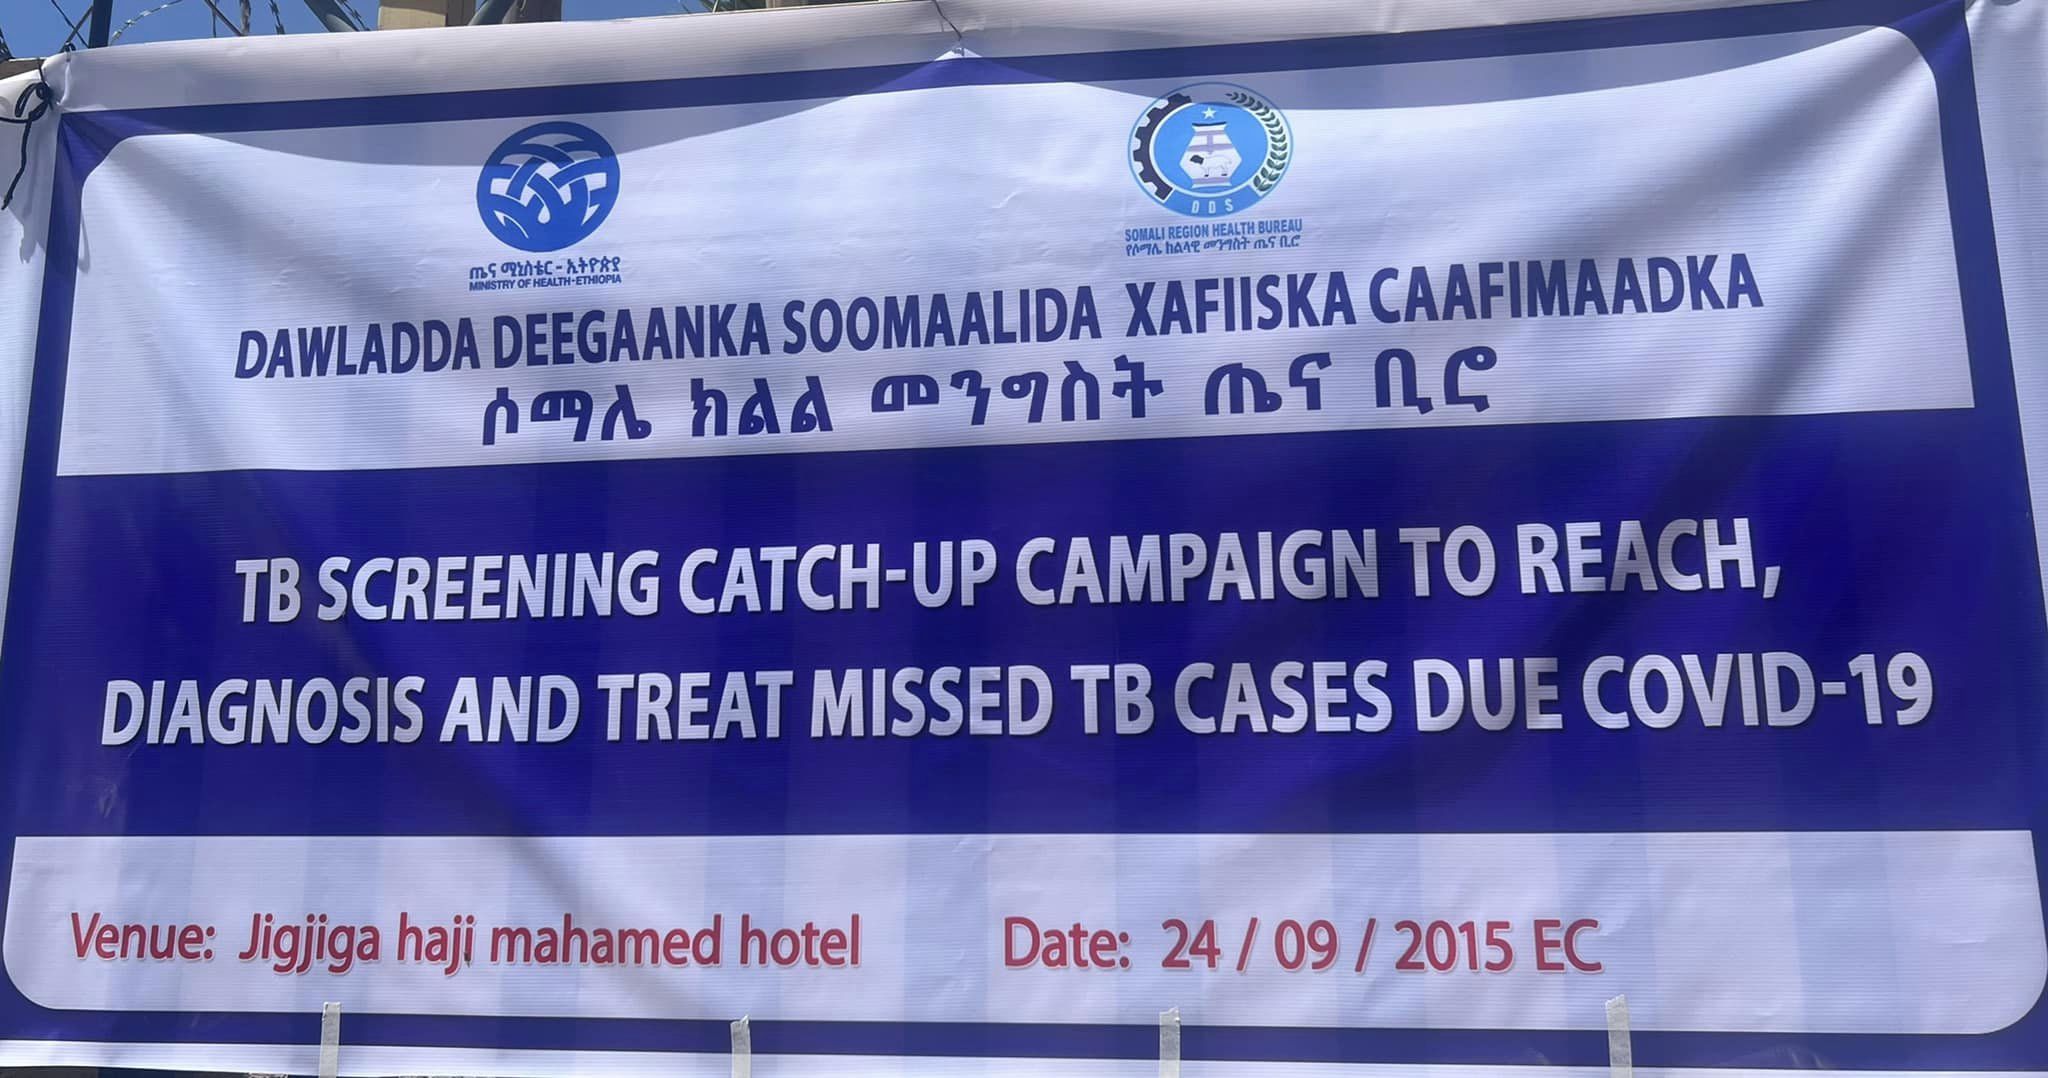 ጤና ሚኒስቴር - ኢትዮጵያ
MINISTRY OF HEALTH-ETHIOPIA
DDS
SOMALI REGION HEALTH BUREAU
የሶማሌ ክልላዊ መንግስት ጤና ቢሮ
DAWLADDA DEEGAANKA SOOMAALIDA XAFIISKA CAAFIMAADKA
ሶማሌ ክልል መንግስት ጤና ቢሮ
TB SCREENING CATCH-UP CAMPAIGN TO REACH,
DIAGNOSIS AND TREAT MISSED TB CASES DUE COVID-19
Venue: Jigjiga haji mahamed hotel Date: 24 / 09 / 2015 EC